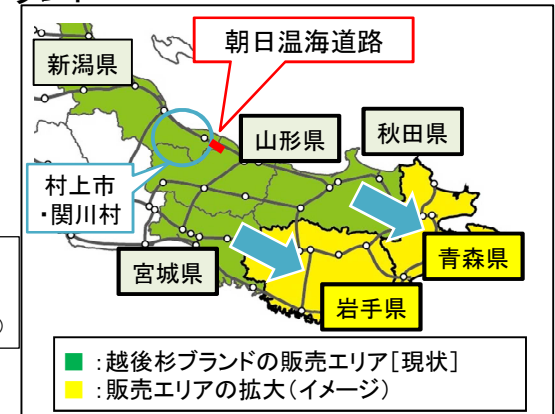 朝日温海道路
新潟県
山形県
秋田県
村上市
・関川村
宮城県
青森県
岩手県
）
：越後杉ブランドの販売エリア［現状］
：販売エリアの拡大（イメージ）